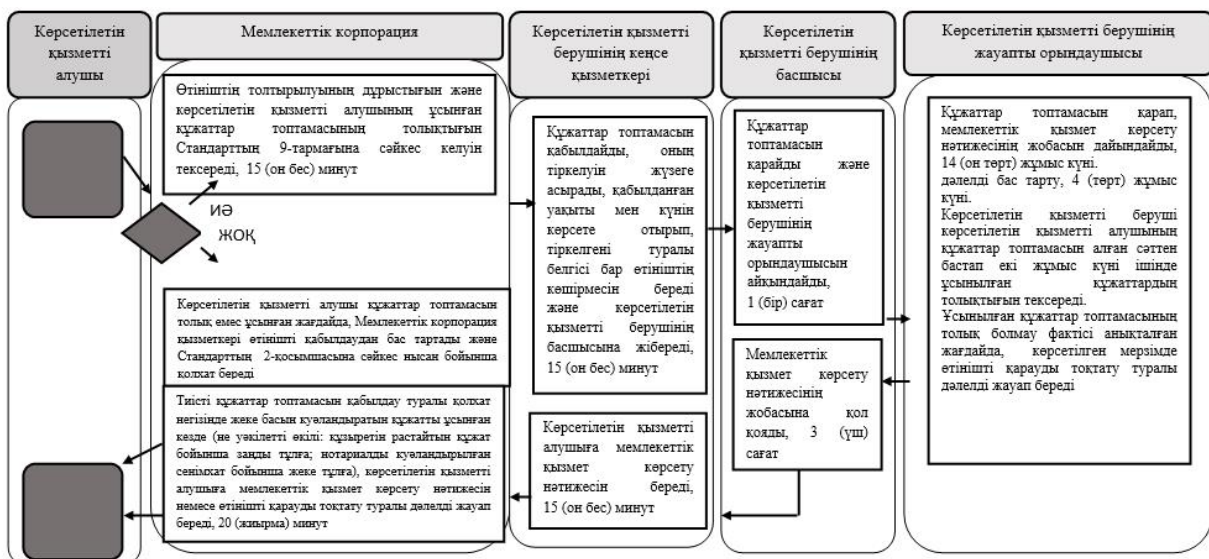 Көрсетілетін
қызметті
алушы
Мемлекеттік корпорация
Көрсетілетін қызметті
берушінің кеңсе
қызметкері
Көрсетілетін
қызметті берушінің
басшысы
Көрсетілетін қызметті берушінің
жауапты орындаушысы
Өтініштің толтырылуының дұрыстығын және
көрсетілетін қызметті алушының ұсынған
құжаттар топтамасының толықтығын
Стандарттың 9-тармағына сәйкес келуін
тексереді, 15 (он бес) минут
ИӘ
ЖОҚ
Көрсетілетін қызметті алушы құжаттар топтамасын
толық емес ұсынған жағдайда, Мемлекеттік корпорация
қызметкері өтінішті қабылдаудан бас тартады және
Стандарттың 2-қосымшасына сәйкес нысан бойынша
қолхат береді
Тиісті құжаттар топтамасын қабылдау туралы қолхат
негізінде жеке басын куәландыратын құжатты ұсынған
кезде (не уәкілетті өкілі: құзыретін растайтын құжат
бойынша заңды тұлға; нотариалды куәландырылған
сенімхат бойынша жеке тұлға), көрсетілетін қызметті
алушыға мемлекеттік қызмет көрсету нәтижесін
немесе өтінішті қарауды тоқтату туралы дәлелді жауап
береді, 20 (жиырма) минут
Құжаттар топтамасын
қабылдайды, оның
тіркелуін жүзеге
асырады, қабылданған
уақыты мен күнін
көрсете отырып,
тіркелгені туралы
белгісі бар өтініштің
көшірмесін береді
және көрсетілетін
қызметті берушінің
басшысына жібереді,
15 (он бес) минут
Көрсетілетін қызметті
алушыға мемлекеттік
қызмет көрсету
нәтижесін береді,
15 (он бес) минут
Құжаттар
топтамасын
қарайды және
көрсетілетін
қызметті
берушінің
жауапты
орындаушысын
айқындайды,
1 (бір) сағат
Мемлекеттік
қызмет көрсету
нәтижесінің
жобасына қол
қояды, 3 (үш)
сағат
Құжаттар топтамасын қарап,
мемлекеттік қызмет көрсету
нәтижесінің жобасын дайындайды,
14 (он төрт) жұмыс күні.
дәлелді бас тарту, 4 (төрт) жұмыс
күні.
Көрсетілетін қызметті беруші
көрсетілетін қызметті алушының
құжаттар топтамасын алған сәттен
бастап екі жұмыс күні ішінде
ұсынылған құжаттардың
толықтығын тексереді.
Ұсынылған құжаттар топтамасының
толық болмау фактісі анықталған
жағдайда, көрсетілген мерзімде
өтінішті қарауды тоқтату туралы
дәлелді жауап береді